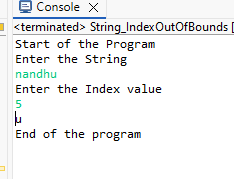 Console
<terminated> String_IndexOutOfBounds [
Start of the Program
Enter the String
nandhu
Enter the Index value
5
u
End of the program